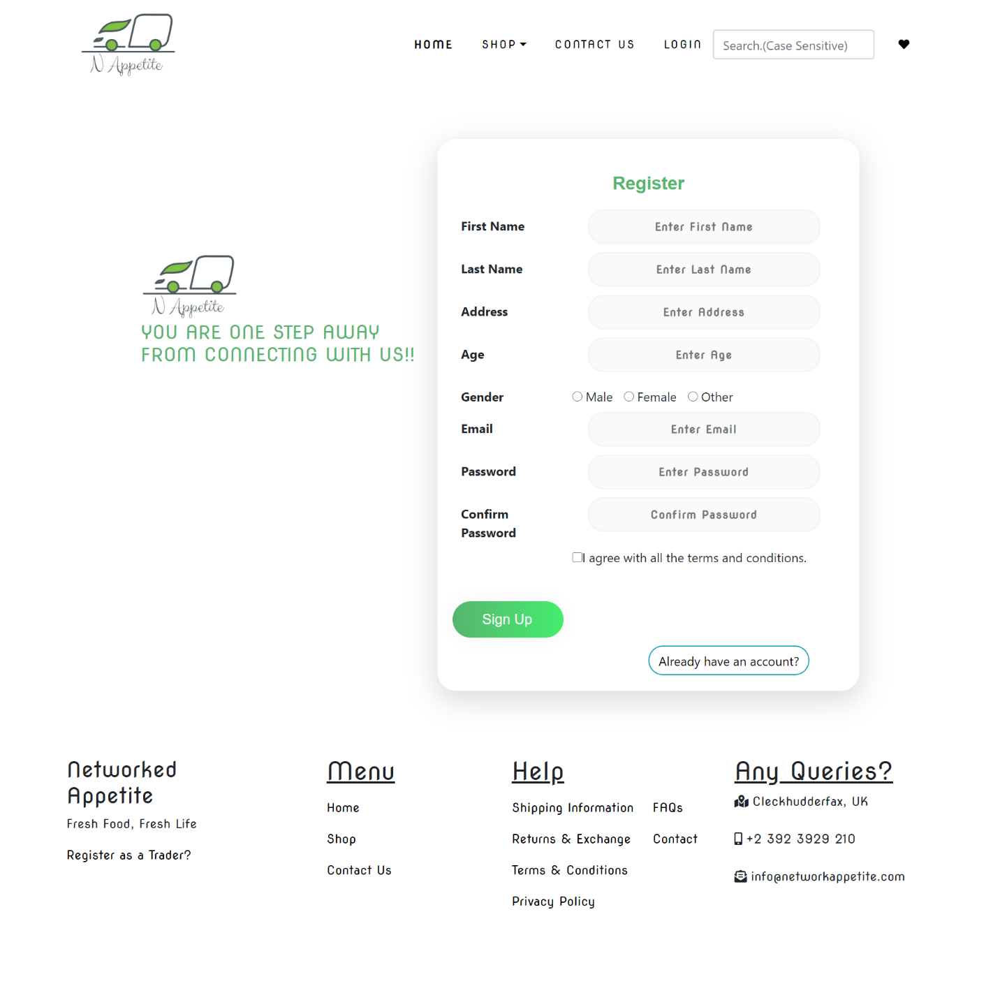 N Appetite
HOME
SHOP
CONTACT US
LOGIN
Search.(Case Sensitive)
N Appetite
YOU ARE ONE STEP AWAY
FROM CONNECTING WITH US!!
Register
First Name
Enter First Name
Last Name
Enter Last Name
Address
Enter Address
Age
Enter Age
Gender
Male
Female
Other
Email
Enter Email
Password
Enter Password
Confirm
Password
Confirm Password
I agree with all the terms and conditions.
Sign Up
Already have an account?
Networked
Appetite
Fresh Food, Fresh Life
Register as a Trader?
Menu
Home
Shop
Contact Us
Help
Shipping Information
Returns & Exchange
Terms & Conditions
Privacy Policy
FAQs
Contact
Any Queries?
Cleckhudderfax, UK
+2 392 3929 210
info@networkappetite.com